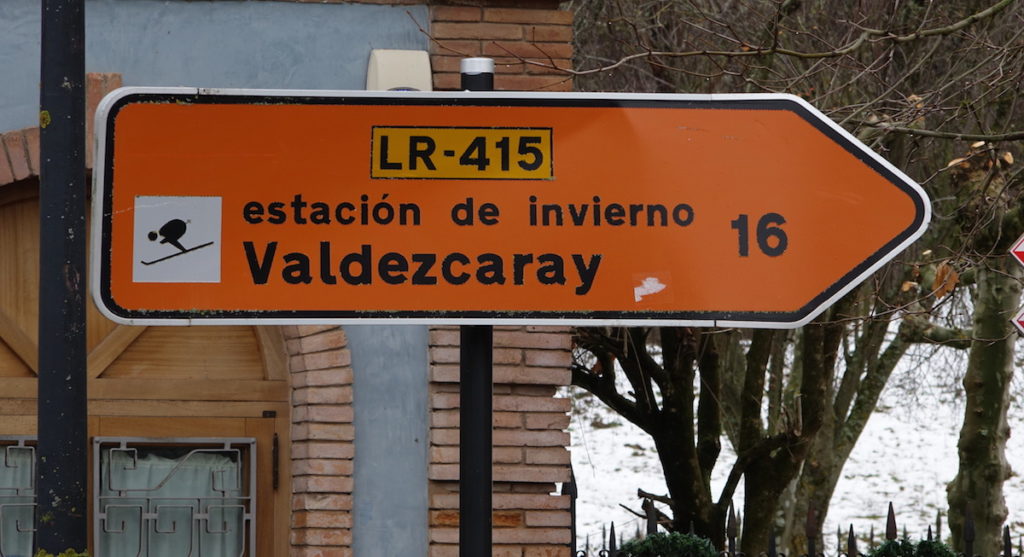 LR-415
estación de invierno
Valdezcaray
16